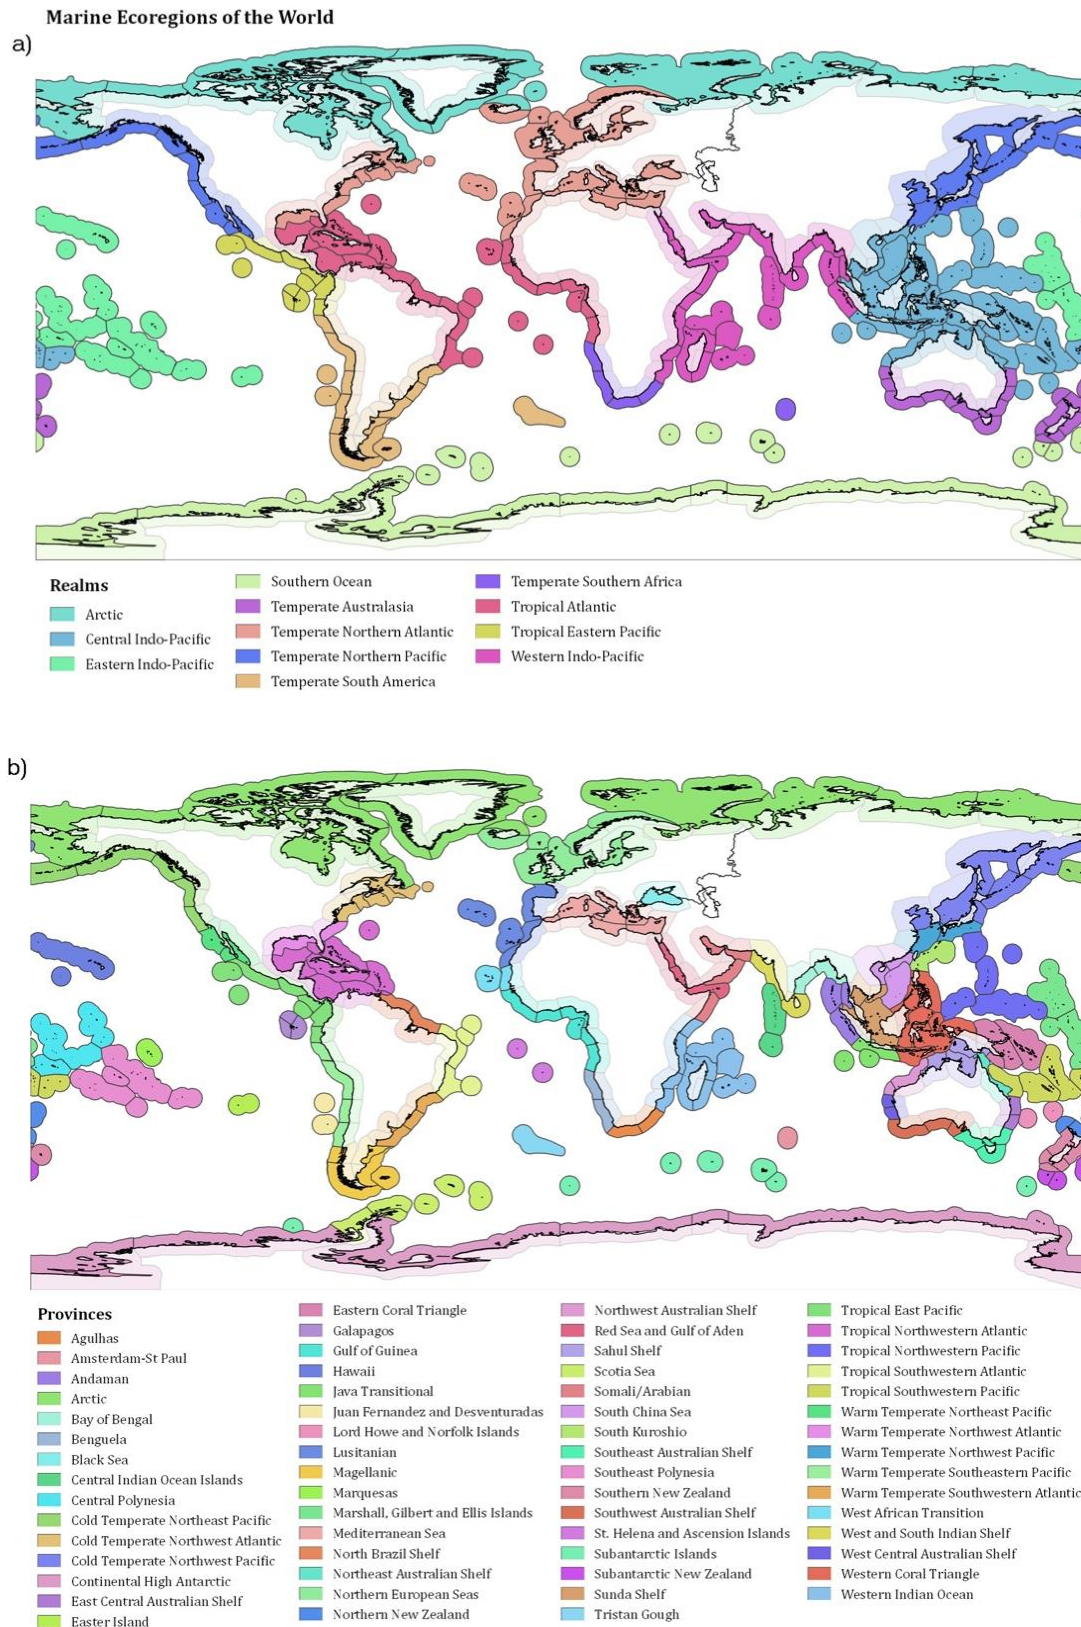 Marine Ecoregions of the World
a)
Realms
Arctic
Central Indo-Pacific
Eastern Indo-Pacific
Southern Ocean
Temperate Australasia
Temperate Northern Atlantic
Temperate Northern Pacific
Temperate South America
Temperate Southern Africa
Tropical Atlantic
Tropical Eastern Pacific
Western Indo-Pacific
b)
Provinces
Agulhas
Amsterdam-St Paul
Andaman
Arctic
Bay of Bengal
Benguela
Black Sea
Central Indian Ocean Islands
Central Polynesia
Cold Temperate Northeast Pacific
Cold Temperate Northwest Atlantic
Cold Temperate Northwest Pacific
Continental High Antarctic
East Central Australian Shelf
Easter Island
Eastern Coral Triangle
Galapagos
Gulf of Guinea
Hawaii
Java Transitional
Juan Fernandez and Desventuradas
Lord Howe and Norfolk Islands
Lusitanian
Magellanic
Marquesas
Marshall, Gilbert and Ellis Islands
Mediterranean Sea
North Brazil Shelf
Northeast Australian Shelf
Northern European Seas
Northern New Zealand
Northwest Australian Shelf
Red Sea and Gulf of Aden
Sahul Shelf
Scotia Sea
Somali/Arabian
South China Sea
South Kuroshio
Southeast Australian Shelf
Southeast Polynesia
Southern New Zealand
Southwest Australian Shelf
St. Helena and Ascension Islands
Subantarctic Islands
Subantarctic New Zealand
Sunda Shelf
Tristan Gough
Tropical East Pacific
Tropical Northwestern Atlantic
Tropical Northwestern Pacific
Tropical Southwestern Atlantic
Tropical Southwestern Pacific
Warm Temperate Northeast Pacific
Warm Temperate Northwest Atlantic
Warm Temperate Northwest Pacific
Warm Temperate Southeastern Pacific
Warm Temperate Southwestern Atlantic
West African Transition
West and South Indian Shelf
West Central Australian Shelf
Western Coral Triangle
Western Indian Ocean